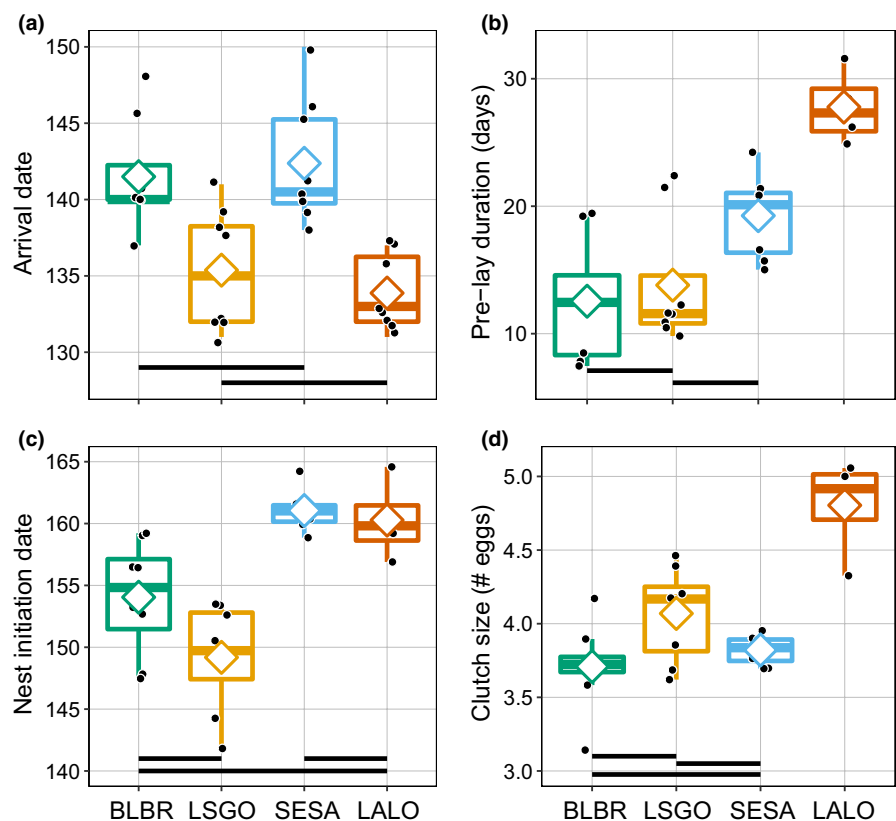 (a)
Arrival date
150
145
140
135
130
(b)
Pre−lay duration (days)
30
20
10
(c)
Nest initiation date
165
160
155
150
145
140
BLBR LSGO SESA LALO
(d)
Clutch size (# eggs)
5.0
4.5
4.0
3.5
3.0
BLBR LSGO SESA LALO